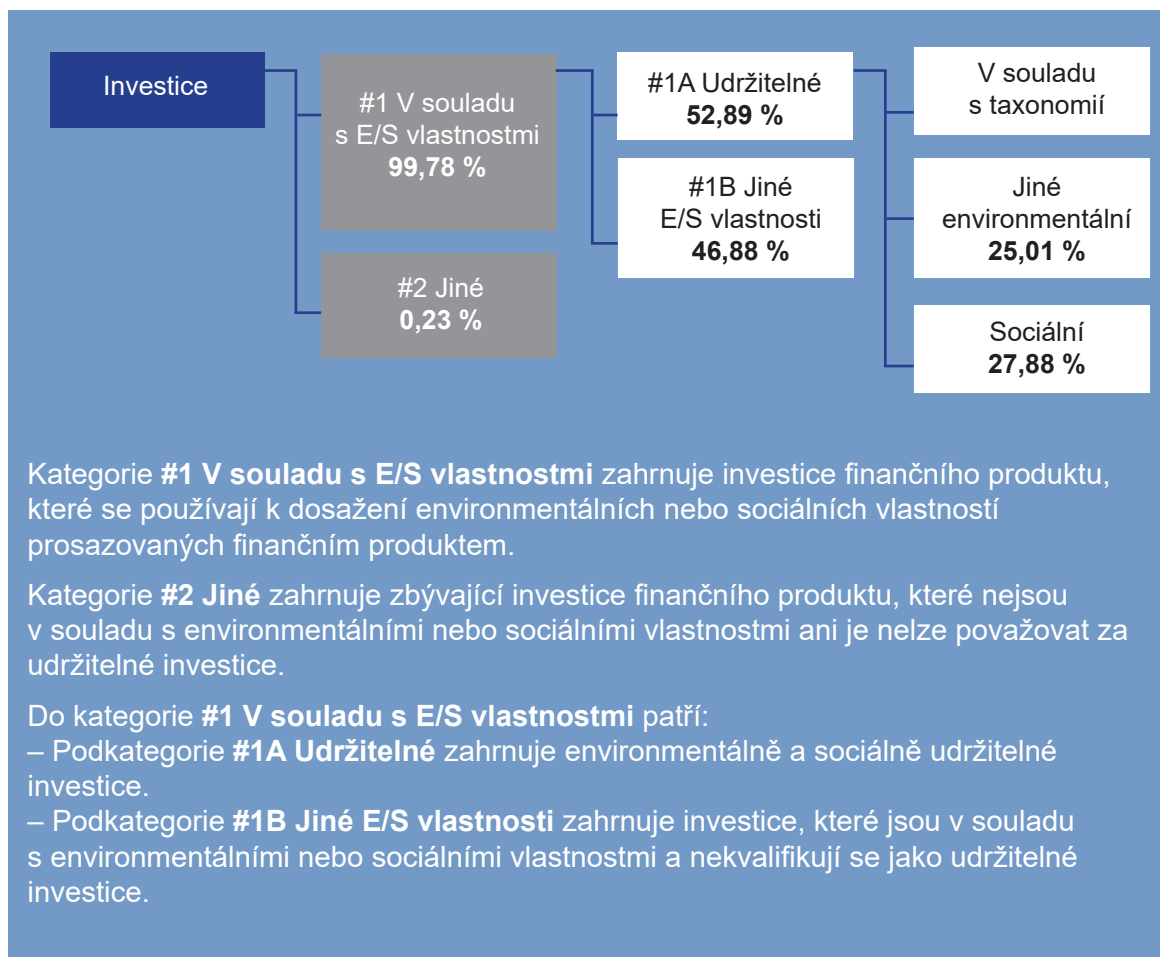 Investice
#1 V souladu
s E/S vlastnostmi
99,78 %
#2 Jiné
0,23 %
#1A Udržitelné
52,89 %
#1B Jiné
E/S vlastnosti
46,88 %
V souladu
s taxonomií
Jiné
environmentální
25,01 %
Sociální
27,88 %
Kategorie #1 V souladu s E/S vlastnostmi zahrnuje investice finančního produktu,
které se používají k dosažení environmentálních nebo sociálních vlastností
prosazovaných finančním produktem.
Kategorie #2 Jiné zahrnuje zbývající investice finančního produktu, které nejsou
v souladu s environmentálními nebo sociálními vlastnostmi ani je nelze považovat za
udržitelné investice.
Do kategorie #1 V souladu s E/S vlastnostmi patří:
– Podkategorie #1A Udržitelné zahrnuje environmentálně a sociálně udržitelné
investice.
– Podkategorie #1B Jiné E/S vlastnosti zahrnuje investice, které jsou v souladu
s environmentálními nebo sociálními vlastnostmi a nekvalifikují se jako udržitelné
investice.